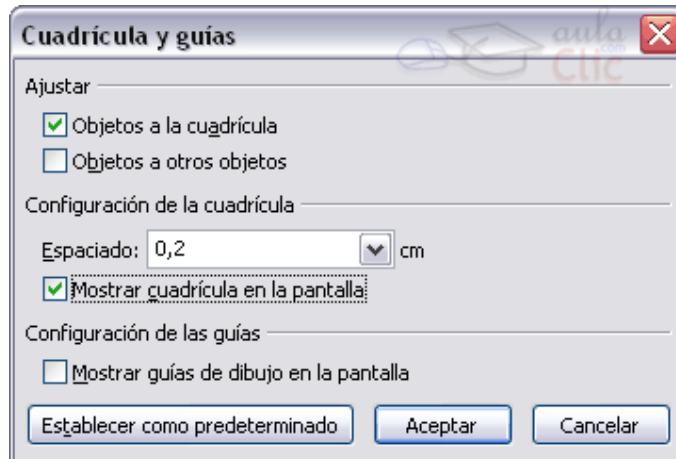 Cuadrícula y guías
aula
.com
Clic
Ajustar
Objetos a la cuadrícula
Objetos a otros objetos
Configuración de la cuadrícula
Espaciado: 0,2 cm
Mostrar cuadrícula en la pantalla
Configuración de las guías
Mostrar guías de dibujo en la pantalla
Establecer como predeterminado Aceptar Cancelar